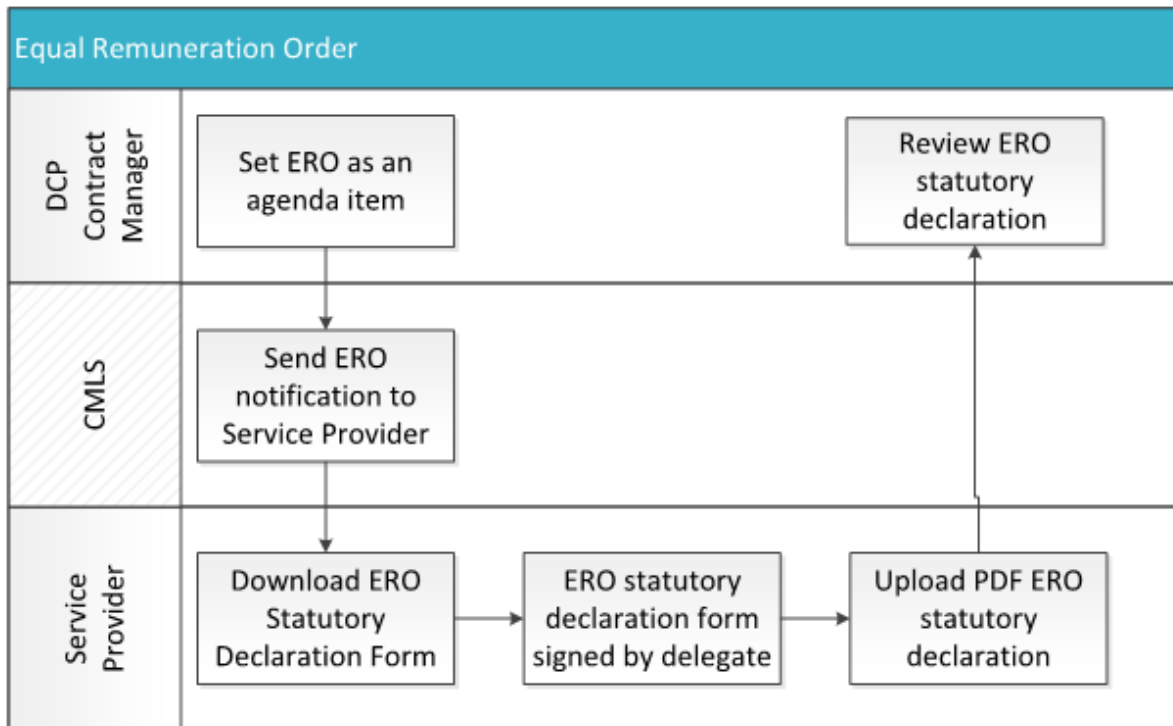 Equal Remuneration Order
DCP
Contract
Manager
Set ERO as an
agenda item
Review ERO
statutory
declaration
CMLS
Send ERO
notification to
Service Provider
Service
Provider
Download ERO
Statutory
Declaration Form
ERO statutory
declaration form
signed by delegate
Upload PDF ERO
statutory
declaration